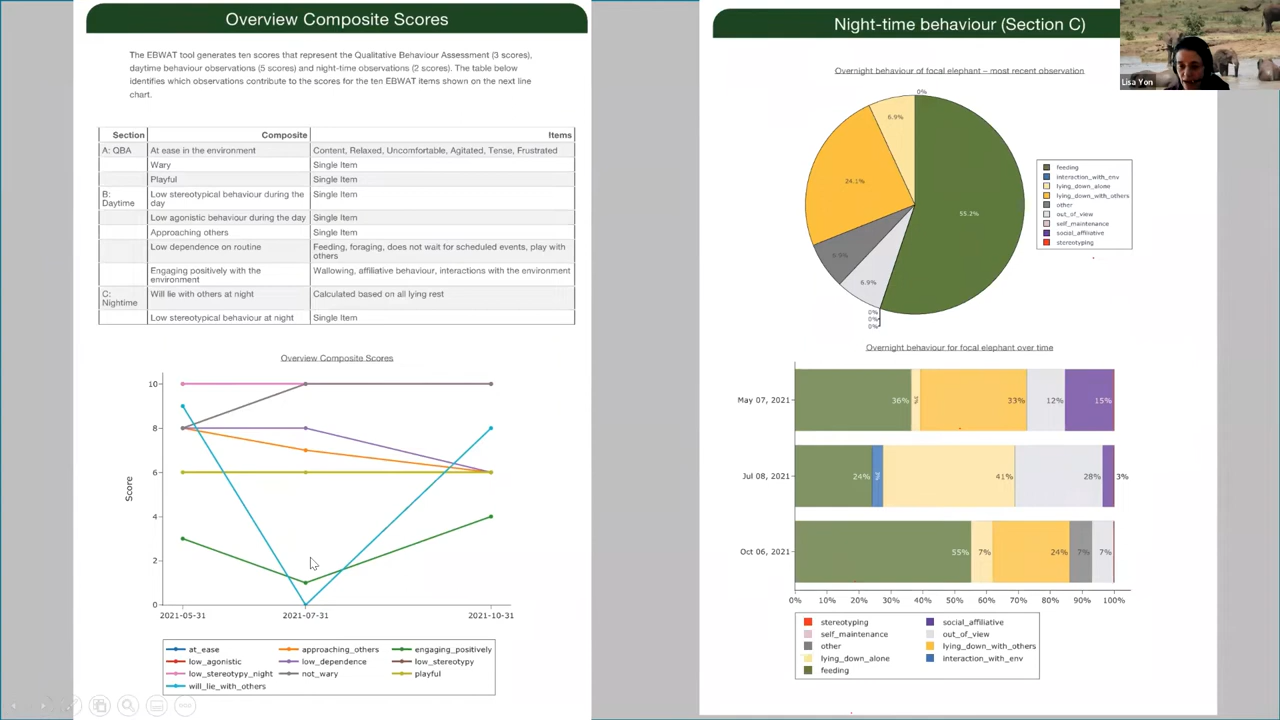 Overview Composite Scores
The EBWAT tool generates ten scores that represent the Qualitative Behaviour Assessment (3 scores),
daytime behaviour observations (5 scores) and night-time observations (2 scores). The table below
identifies which observations contribute to the scores for the ten EBWAT items shown on the next line
chart.
Section Composite Items
A: QBA At ease in the environment Content, Relaxed, Uncomfortable, Agitated, Tense, Frustrated
Wary Single Item
Playful Single Item
B: Daytime Low stereotypical behaviour during the day Single Item
Low agonistic behaviour during the day Single Item
Approaching others Single Item
Low dependence on routine Feeding, foraging, does not wait for scheduled events, play with others
Engaging positively with the environment Wallowing, affiliative behaviour, interactions with the environment
C: Nightime Will lie with others at night Calculated based on all lying rest
Low stereotypical behaviour at night Single Item
Overview Composite Scores
10
8
6
4
2
0
Score
2021-05-31 2021-07-31 2021-10-31
at_ease approaching_others engaging_positively
low_agonistic low_dependence low_stereotypy
low_stereotypy_night not_wary playful
will_lie_with_others
Night-time behaviour (Section C)
Lisa Yon
Overnight behaviour of focal elephant – most recent observation
0%
6.9%
24.1%
55.2%
6.9%
6.9%
0%
0%
0%
feeding
interaction_with_env
lying_down_alone
lying_down_with_others
other
out_of_view
self_maintenance
social_affiliative
stereotyping
Overnight behaviour for focal elephant over time
May 07, 2021 36% 33% 12% 15%
Jul 08, 2021 24% 41% 28% 3%
Oct 06, 2021 55% 7% 24% 7% 7%
0% 10% 20% 30% 40% 50% 60% 70% 80% 90% 100%
stereotyping social_affiliative
self_maintenance out_of_view
other lying_down_with_others
lying_down_alone interaction_with_env
feeding